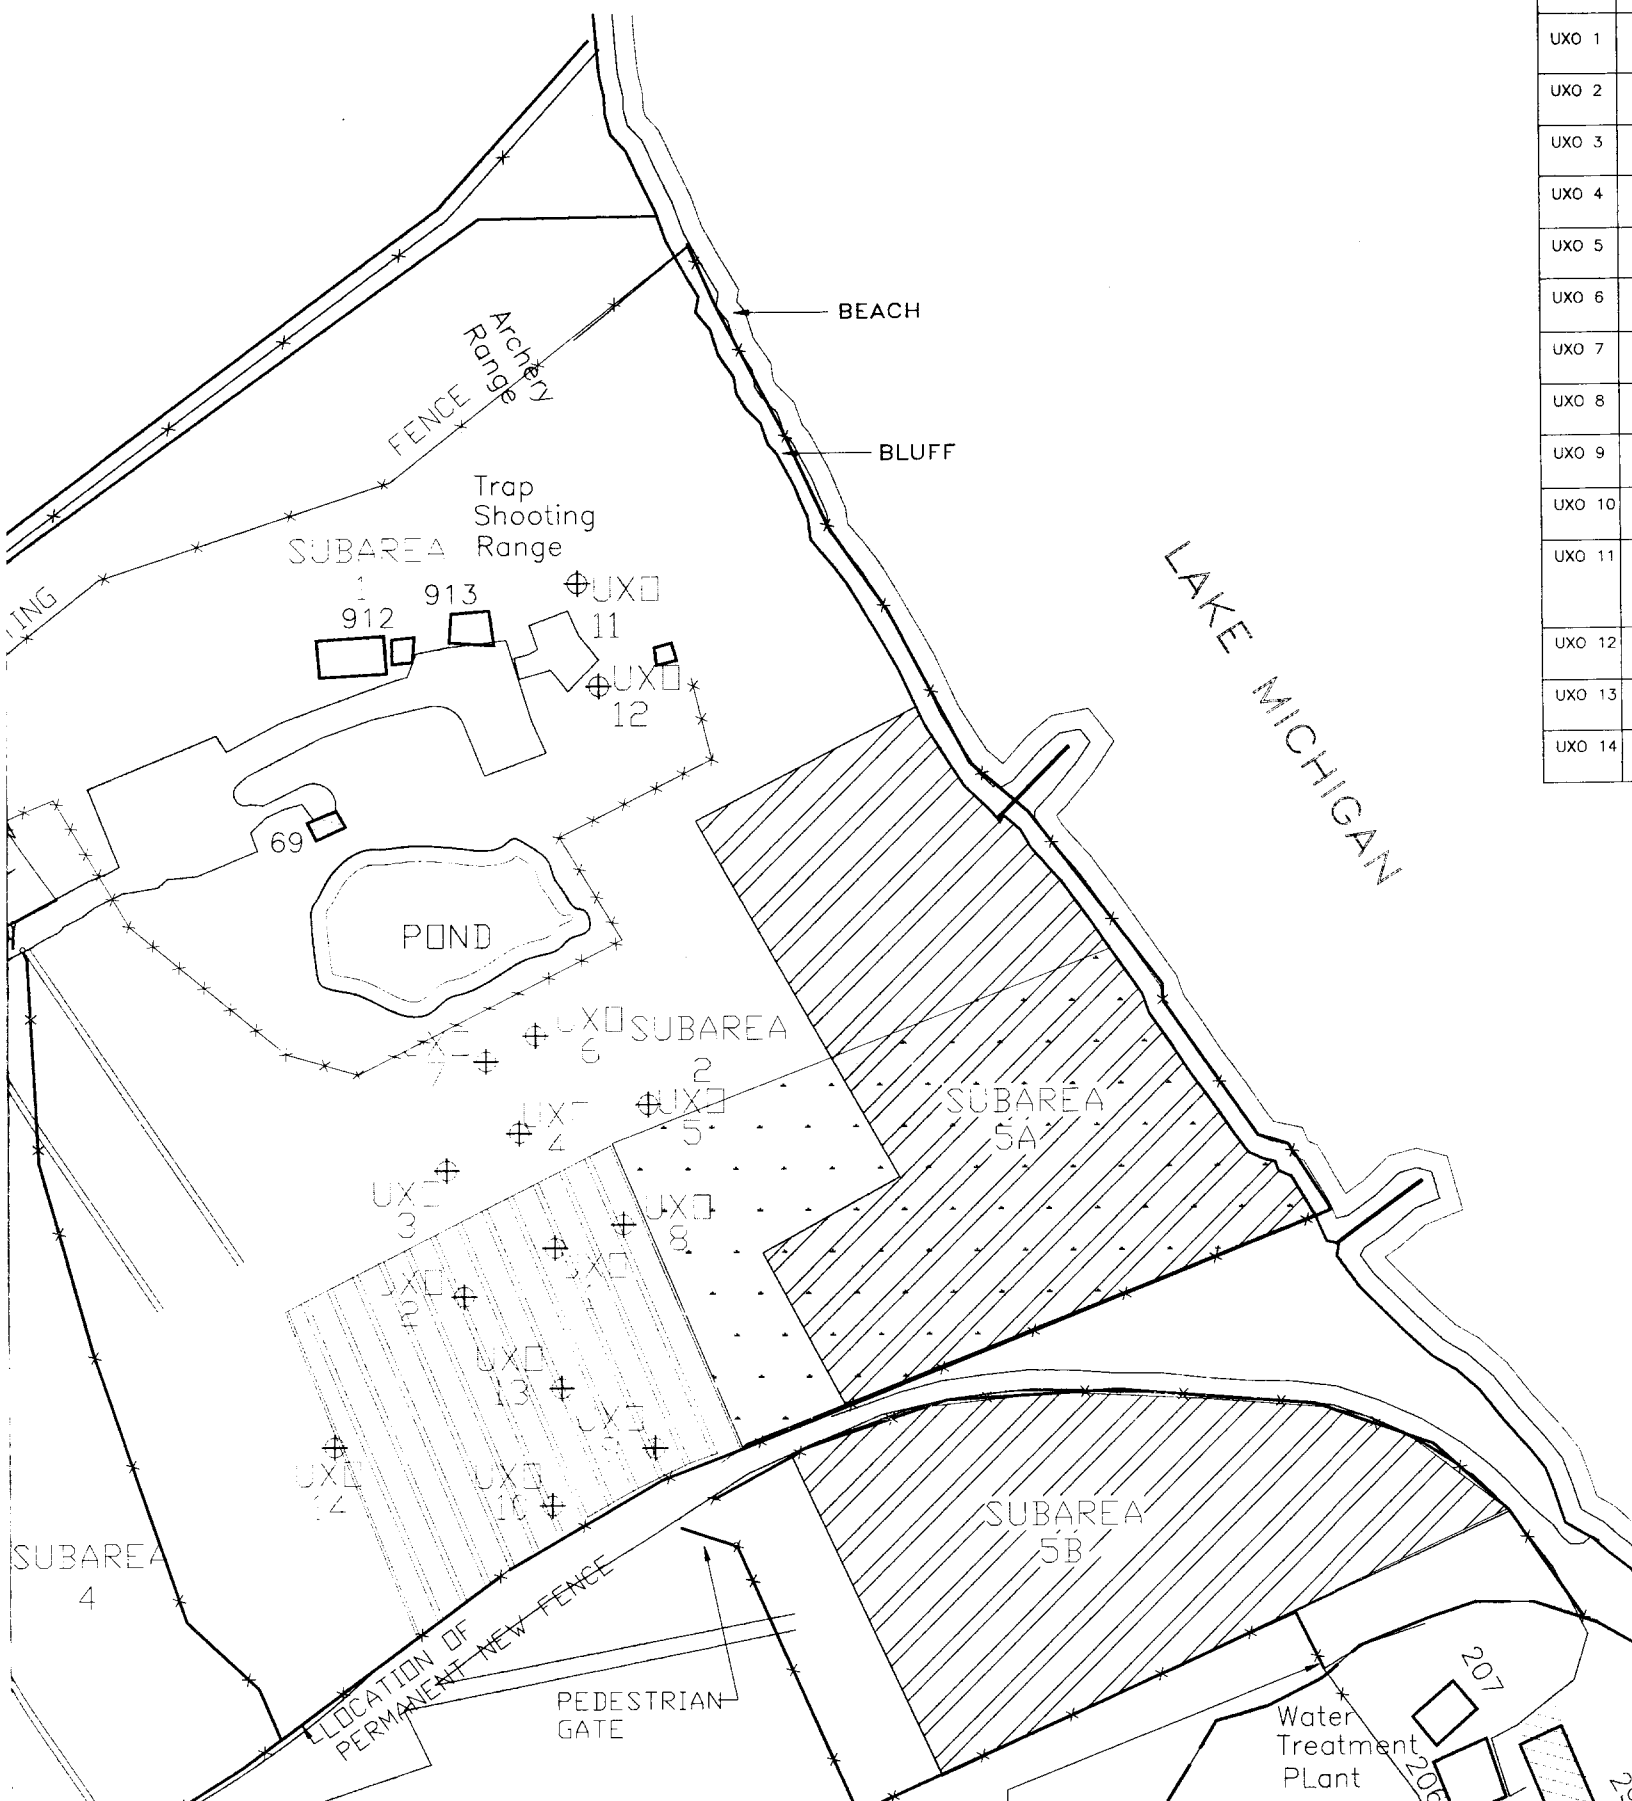 UXO 1
UXO 2
UXO 3
UXO 4
UXO 5
UXO 6
UXO 7
UXO 8
UXO 9
UXO 10
UXO 11
UXO 12
UXO 13
UXO 14
BEACH
Archery
Range
FENCE
BLUFF
Trap
Shooting
Range
SUBAREA
1
913
912
UXO
11
UXO
12
LAKE MICHIGAN
69
POND
UXO
6
SUBAREA
2
7
UXO
5
UX
4
SUBAREA
5A
UX
3
UXO
8
UXO
2
UXO
UXO
13
UXO
14
UXO
10
SUBAREA
5B
SUBAREA
4
LOCATION OF
PERMANENT NEW FENCE
PEDESTRIAN
GATE
207
Water
Treatment
PLant
206